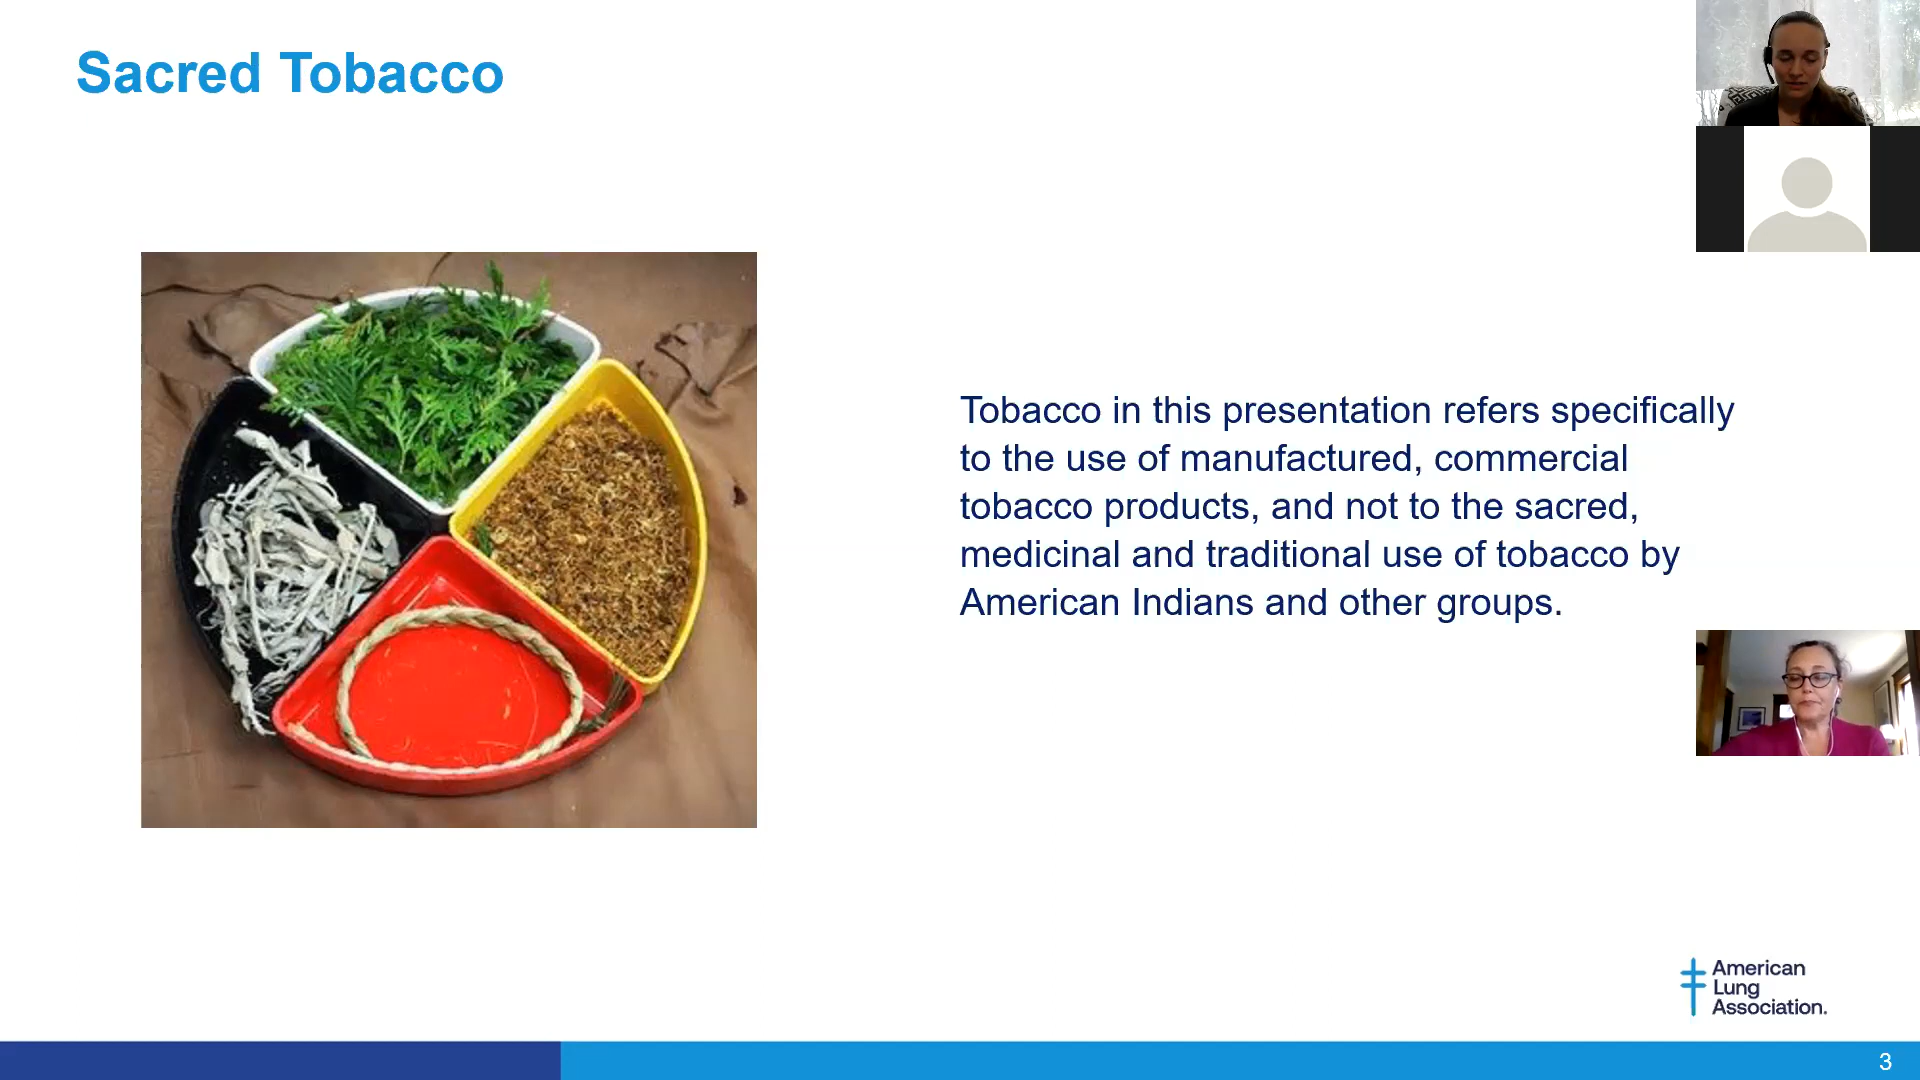 Sacred Tobacco
Tobacco in this presentation refers specifically
to the use of manufactured, commercial
tobacco products, and not to the sacred,
medicinal and traditional use of tobacco by
American Indians and other groups.
American
Lung
Association.
3